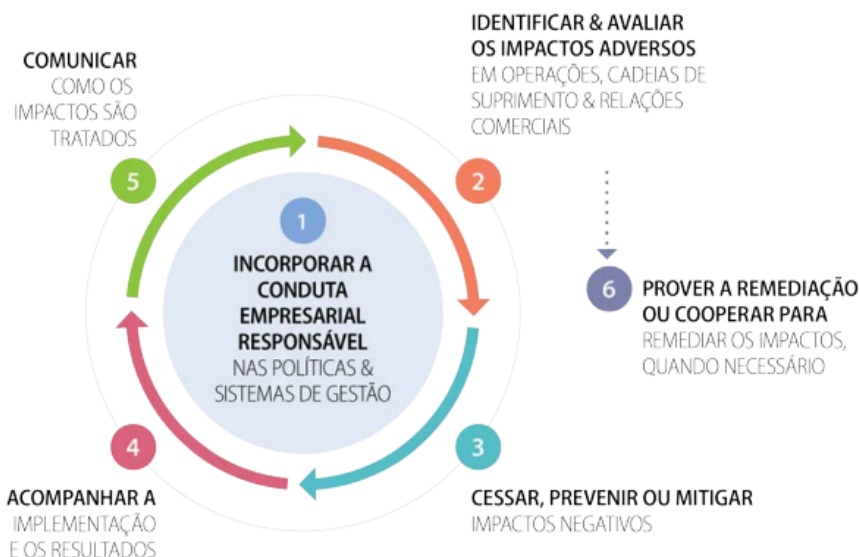 1
INCORPORAR A
CONDUTA
EMPRESARIAL
RESPONSÁVEL
NAS POLÍTICAS &
SISTEMAS DE GESTÃO
2
IDENTIFICAR & AVALIAR
OS IMPACTOS ADVERSOS
EM OPERAÇÕES, CADEIAS DE
SUPRIMENTO & RELAÇÕES
COMERCIAIS
3
CESSAR, PREVENIR OU MITIGAR
IMPACTOS NEGATIVOS
4
ACOMPANHAR A
IMPLEMENTAÇÃO
E OS RESULTADOS
5
COMUNICAR
COMO OS
IMPACTOS SÃO
TRATADOS
6
PROVER A REMEDIAÇÃO
OU COOPERAR PARA
REMEDIAR OS IMPACTOS,
QUANDO NECESSÁRIO